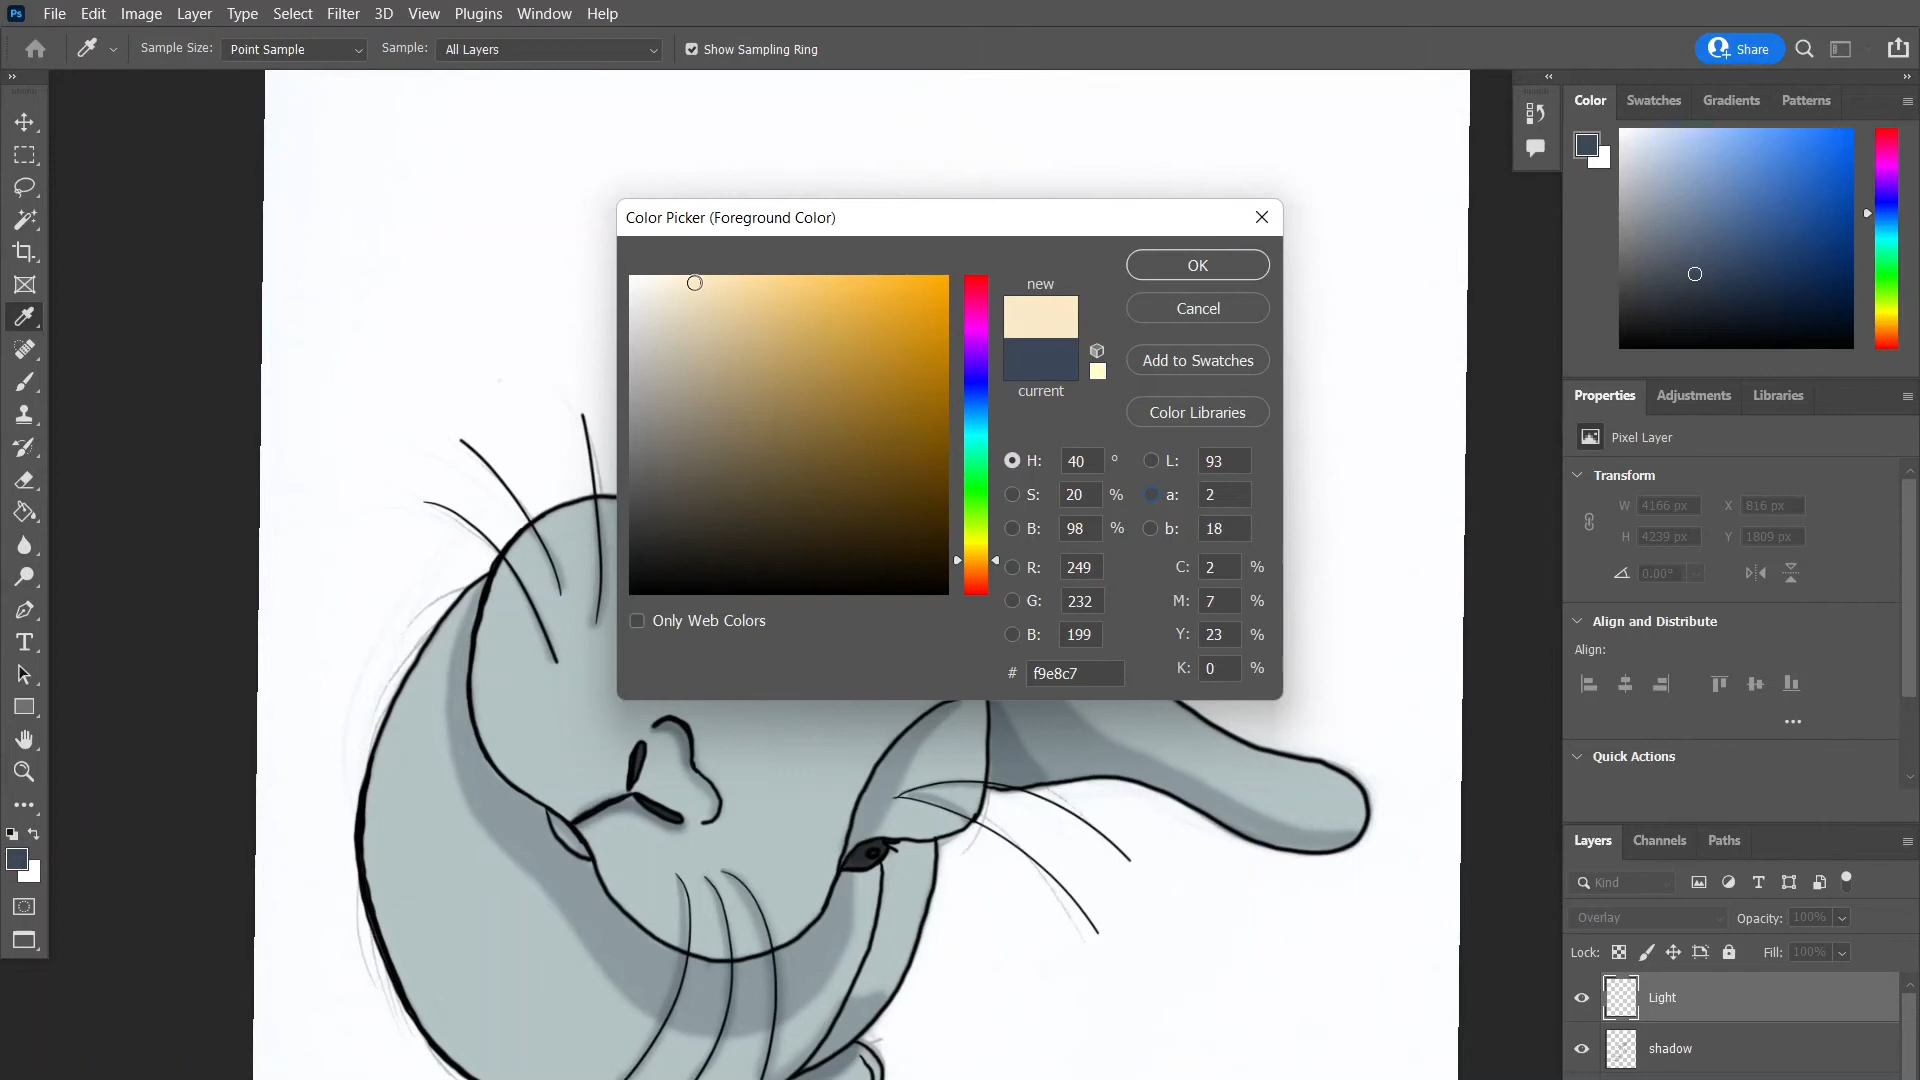 Ps File Edit Image Layer Type Select Filter 3D View Plugins Window Help
Sample Size: Point Sample Sample: All Layers Show Sampling Ring Share
Color Swatches Gradients Patterns
Color Picker (Foreground Color)
OK
new
Cancel
Add to Swatches
current
Color Libraries
H: 40 ° L: 93
S: 20 % a: 2
B: 98 % b: 18
R: 249 C: 2 %
G: 232 M: 7 %
B: 199 Y: 23 %
# f9e8c7 K: 0 %
Only Web Colors
Properties Adjustments Libraries
Pixel Layer
Transform
W 4166 px X 816 px
H 4239 px Y 1809 px
0.00°
Align and Distribute
Align:
Quick Actions
Layers Channels Paths
Kind
Overlay Opacity: 100%
Lock: Fill: 100%
Light
shadow